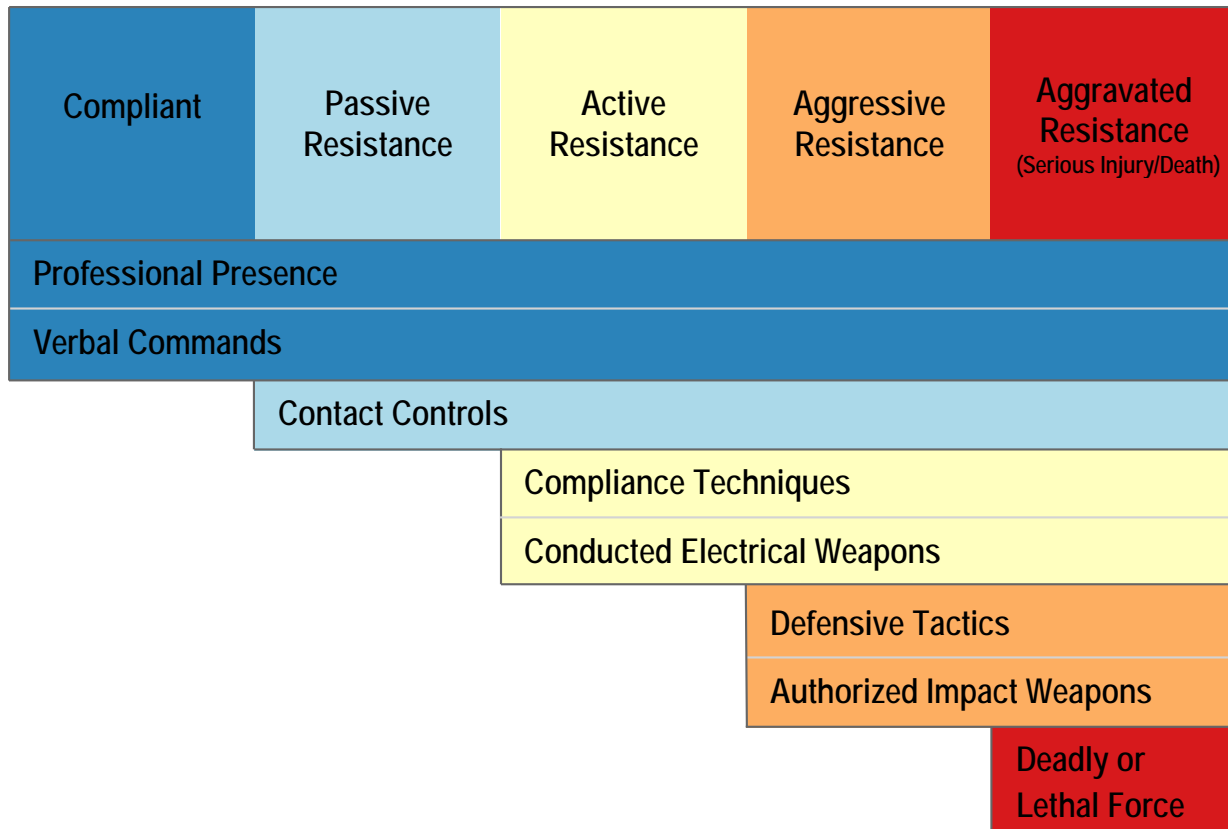 Compliant
Passive
Resistance
Active
Resistance
Aggressive
Resistance
Aggravated
Resistance
(Serious Injury/Death)
Professional Presence
Verbal Commands
Contact Controls
Compliance Techniques
Conducted Electrical Weapons
Defensive Tactics
Authorized Impact Weapons
Deadly or
Lethal Force